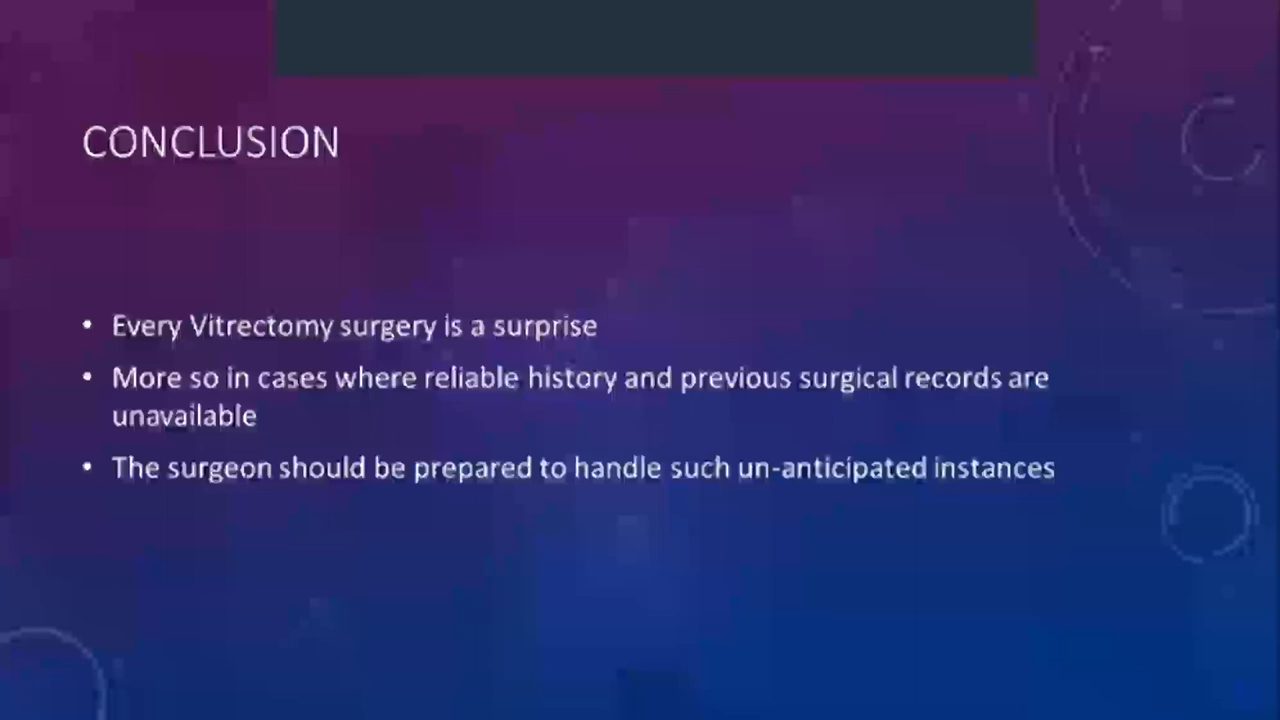 CONCLUSION
• Every Vitrectomy surgery is a surprise
• More so in cases where reliable history and previous surgical records are
unavailable
• The surgeon should be prepared to handle such un-anticipated instances